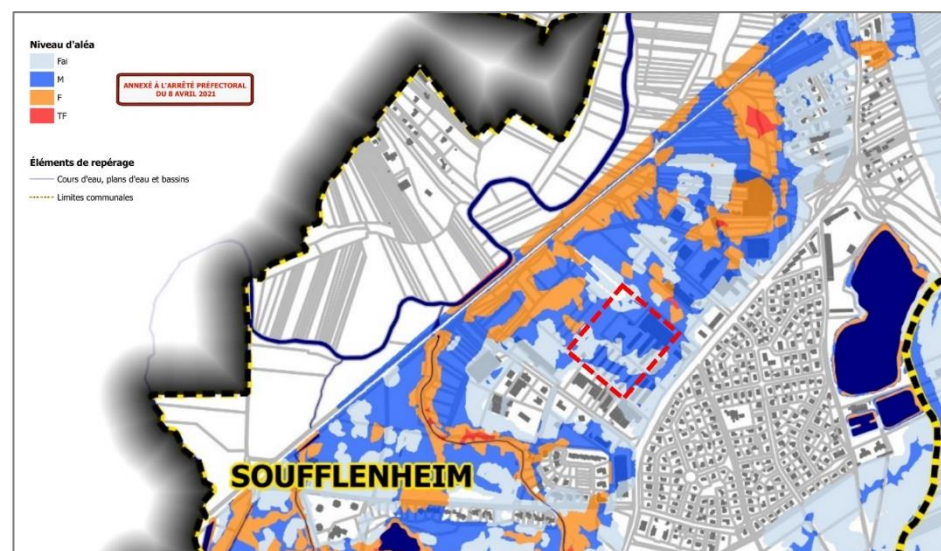 Niveau d'aléa
Fai
M
F
TF
ANNEXÉ À L'ARRÊTÉ PRÉFECTORAL
DU 8 AVRIL 2021
Éléments de repérage
Cours d'eau, plans d'eau et bassins
Limites communales
SOUFFLENHEIM